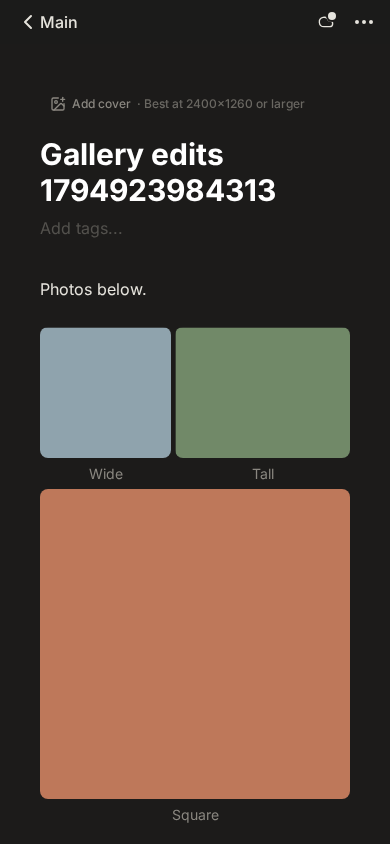 Main
Add cover · Best at 2400×1260 or larger
Gallery edits
1794923984313
Add tags...
Photos below.
Wide Tall
Square